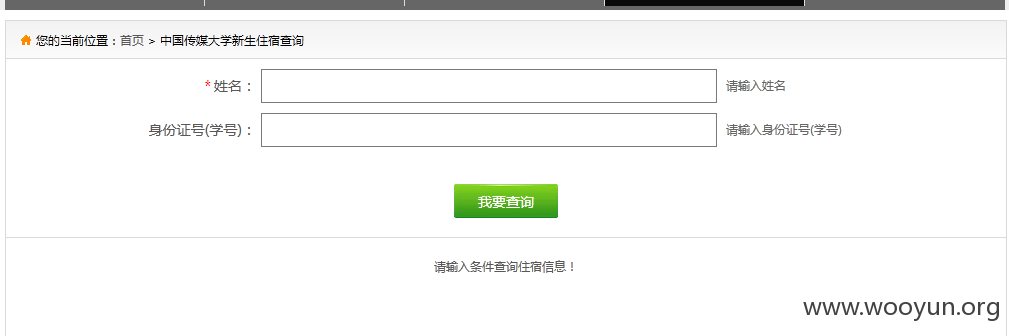 您的当前位置：首页 > 中国传媒大学新生住宿查询
*姓名： 请输入姓名
身份证号(学号)： 请输入身份证号(学号)
我要查询
请输入条件查询住宿信息！
www.wooyun.org